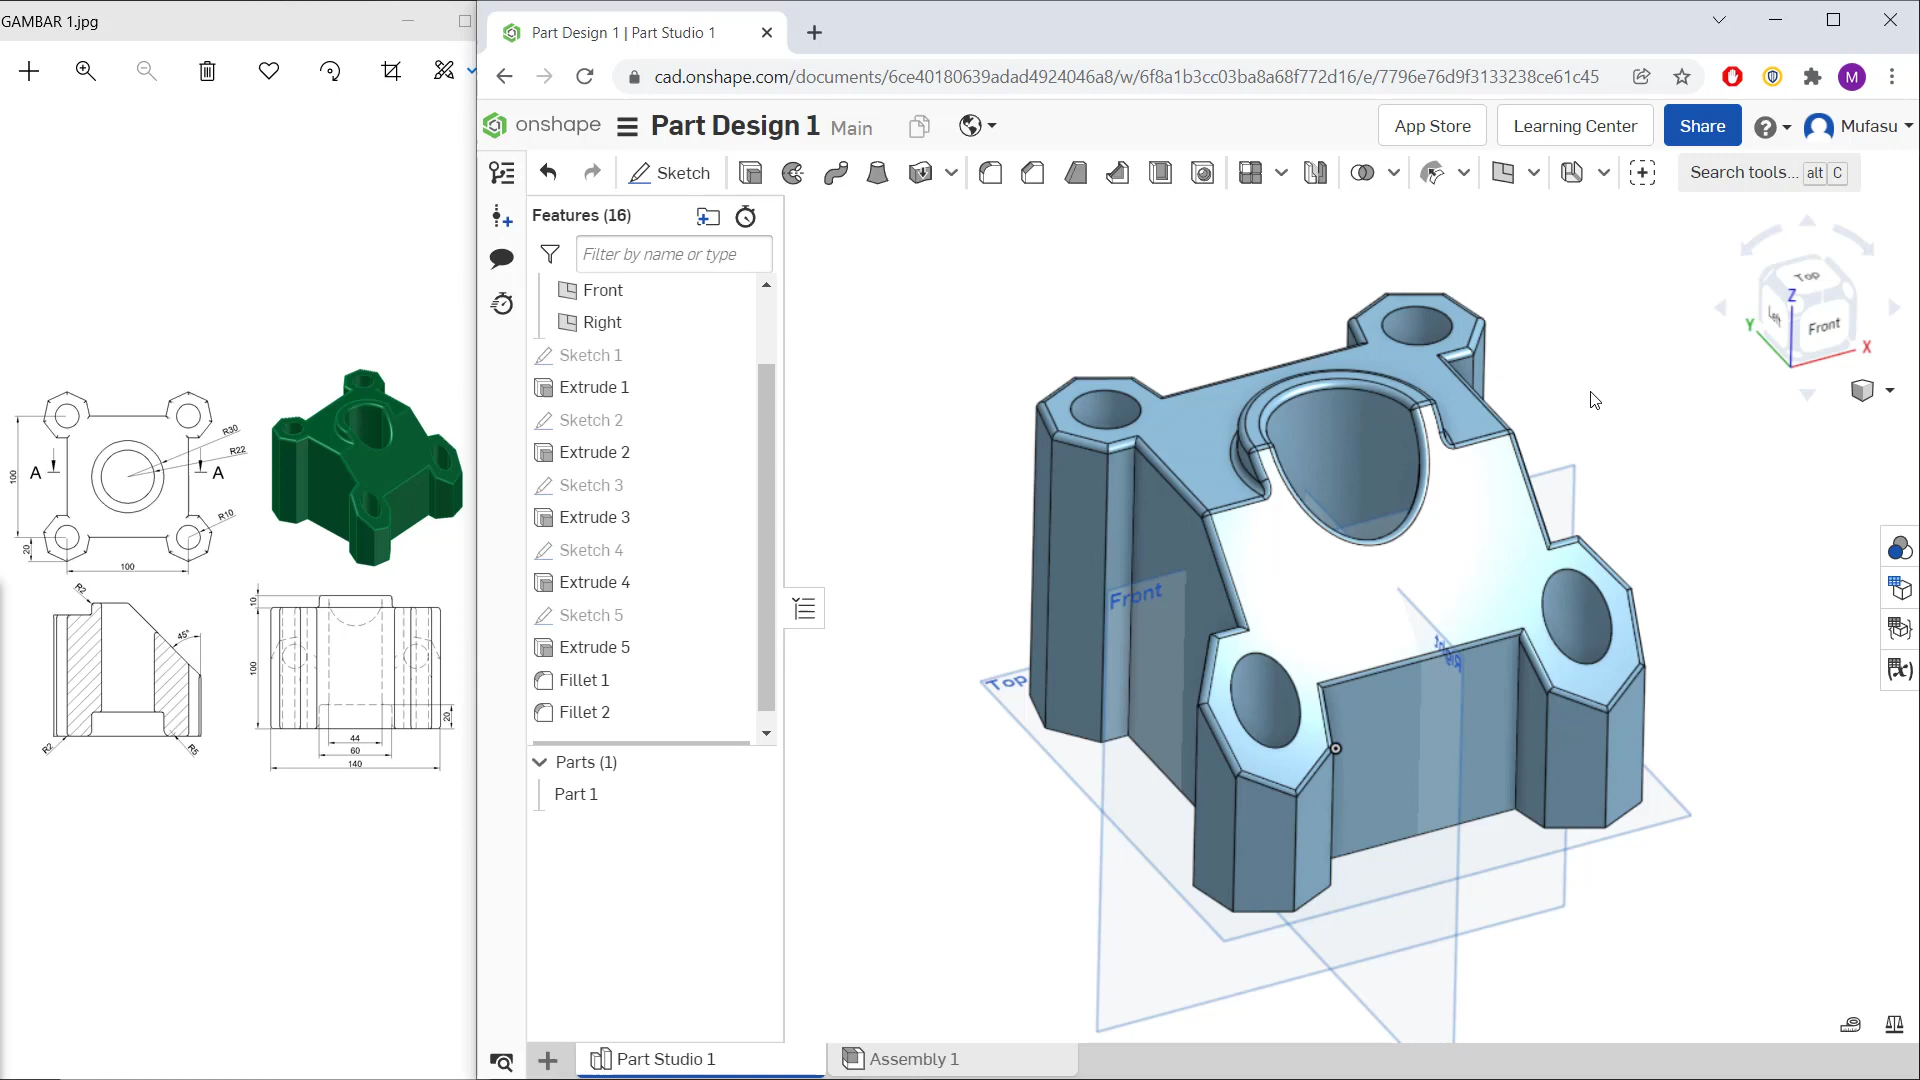 GAMBAR 1.jpg
R30
R22
A
A
100
R10
20
100
R2
45°
R2
R5
10
100
20
44
60
140
Part Design 1 | Part Studio 1
cad.onshape.com/documents/6ce40180639adad4924046a8/w/6f8a1b3cc03ba8a68f772d16/e/7796e76d9f3133238ce61c45
M
onshape
Part Design 1 Main
App Store
Learning Center
Share
Mufasu
Sketch
Search tools... alt C
Features (16)
Filter by name or type
Front
Right
Sketch 1
Extrude 1
Sketch 2
Extrude 2
Sketch 3
Extrude 3
Sketch 4
Extrude 4
Sketch 5
Extrude 5
Fillet 1
Fillet 2
Parts (1)
Part 1
Front
Right
Top
Top
Left
Front
Z
Y
X
Part Studio 1
Assembly 1